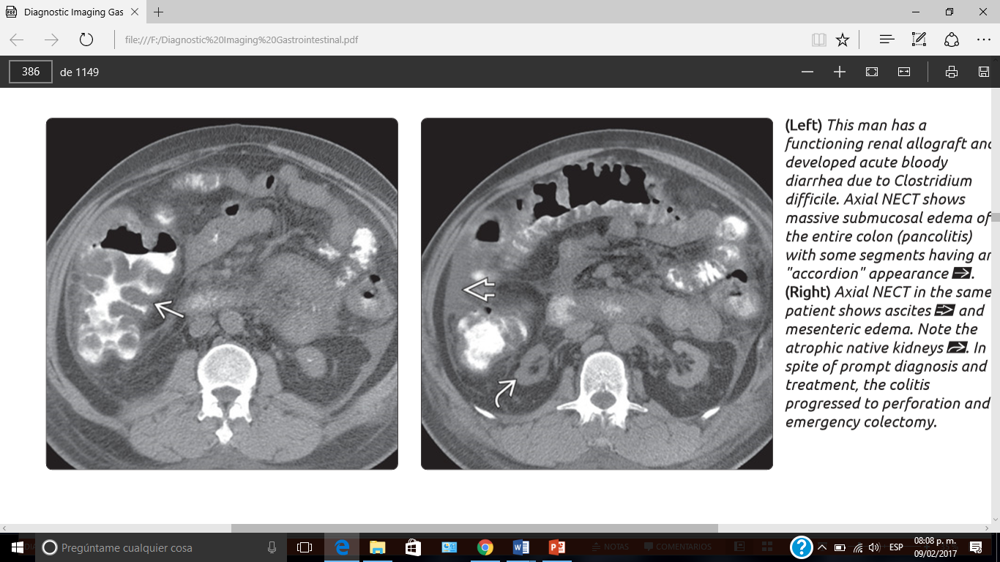 Diagnostic Imaging Gas
file:///F:/Diagnostic%20Imaging%20Gastrointestinal.pdf
386 de 1149
(Left) This man has a
functioning renal allograft and
developed acute bloody
diarrhea due to Clostridium
difficile. Axial NECT shows
massive submucosal edema of
the entire colon (pancolitis)
with some segments having an
"accordion" appearance.
(Right) Axial NECT in the same
patient shows ascites and
mesenteric edema. Note the
atrophic native kidneys. In
spite of prompt diagnosis and
treatment, the colitis
progressed to perforation and
emergency colectomy.
Pregúntame cualquier cosa
NOTAS
COMENTARIOS
ESP
08:08 p. m.
09/02/2017